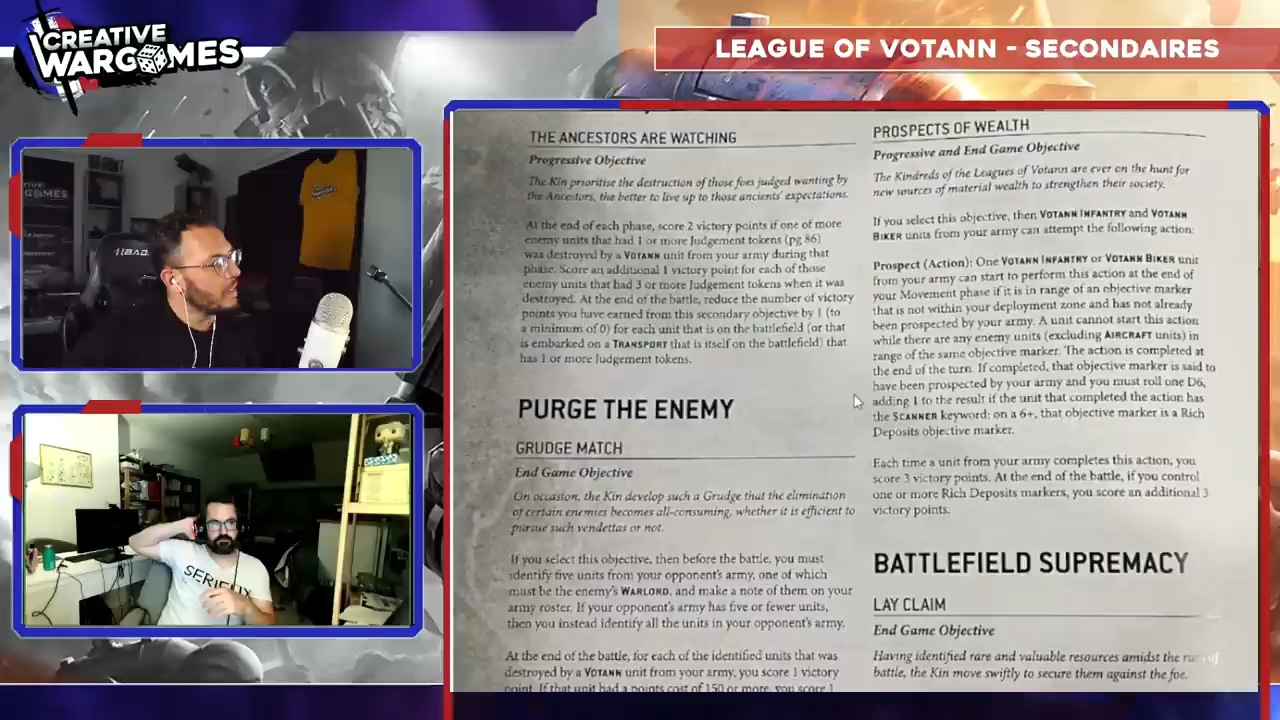 CREATIVE
WARGAMES
LEAGUE OF VOTANN - SECONDAIRES
SERIEUX
THE ANCESTORS ARE WATCHING
Progressive Objective
The Kin prioritise the destruction of those foes judged wanting by
the Ancestors, the better to live up to those ancients' expectations.
At the end of each phase, score 2 victory points if one of more
enemy units that had 1 or more Judgement tokens (pg 86)
was destroyed by a VOTANN unit from your army during that
phase. Score an additional 1 victory point for each of those
enemy units that had 3 or more Judgement tokens when it was
destroyed. At the end of the battle, reduce the number of victory
points you have earned from this secondary objective by 1 (to
a minimum of 0) for each unit that is on the battlefield (or that
is embarked on a TRANSPORT that is itself on the battlefield) that
has 1 or more Judgement tokens.
PURGE THE ENEMY
GRUDGE MATCH
End Game Objective
On occasion, the Kin develop such a Grudge that the elimination
of certain enemies becomes all-consuming, whether it is efficient to
pursue such vendettas or not.
If you select this objective, then before the battle, you must
identify five units from your opponent's army, one of which
must be the enemy's WARLORD, and make a note of them on your
army roster. If your opponent's army has five or fewer units,
then you instead identify all the units in your opponent's army.
At the end of the battle, for each of the identified units that was
destroyed by a VOTANN unit from your army, you score 1 victory
point. If that unit had a points cost of 150 or more, you score 1
PROSPECTS OF WEALTH
Progressive and End Game Objective
The Kindreds of the Leagues of Votann are ever on the hunt for
new sources of material wealth to strengthen their society.
If you select this objective, then VOTANN INFANTRY and VOTANN
BIKER units from your army can attempt the following action:
Prospect (Action): One VOTANN INFANTRY or VOTANN BIKER unit
from your army can start to perform this action at the end of
your Movement phase if it is in range of an objective marker
that is not within your deployment zone and has not already
been prospected by your army. A unit cannot start this action
while there are any enemy units (excluding AIRCRAFT units) in
range of the same objective marker. The action is completed at
the end of the turn. If completed, that objective marker is said to
have been prospected by your army and you must roll one D6,
adding 1 to the result if the unit that completed the action has
the SCANNER keyword: on a 6+, that objective marker is a Rich
Deposits objective marker.
Each time a unit from your army completes this action, you
score 3 victory points. At the end of the battle, if you control
one or more Rich Deposits markers, you score an additional 3
victory points.
BATTLEFIELD SUPREMACY
LAY CLAIM
End Game Objective
Having identified rare and valuable resources amidst the ruins of
battle, the Kin move swiftly to secure them against the foe.